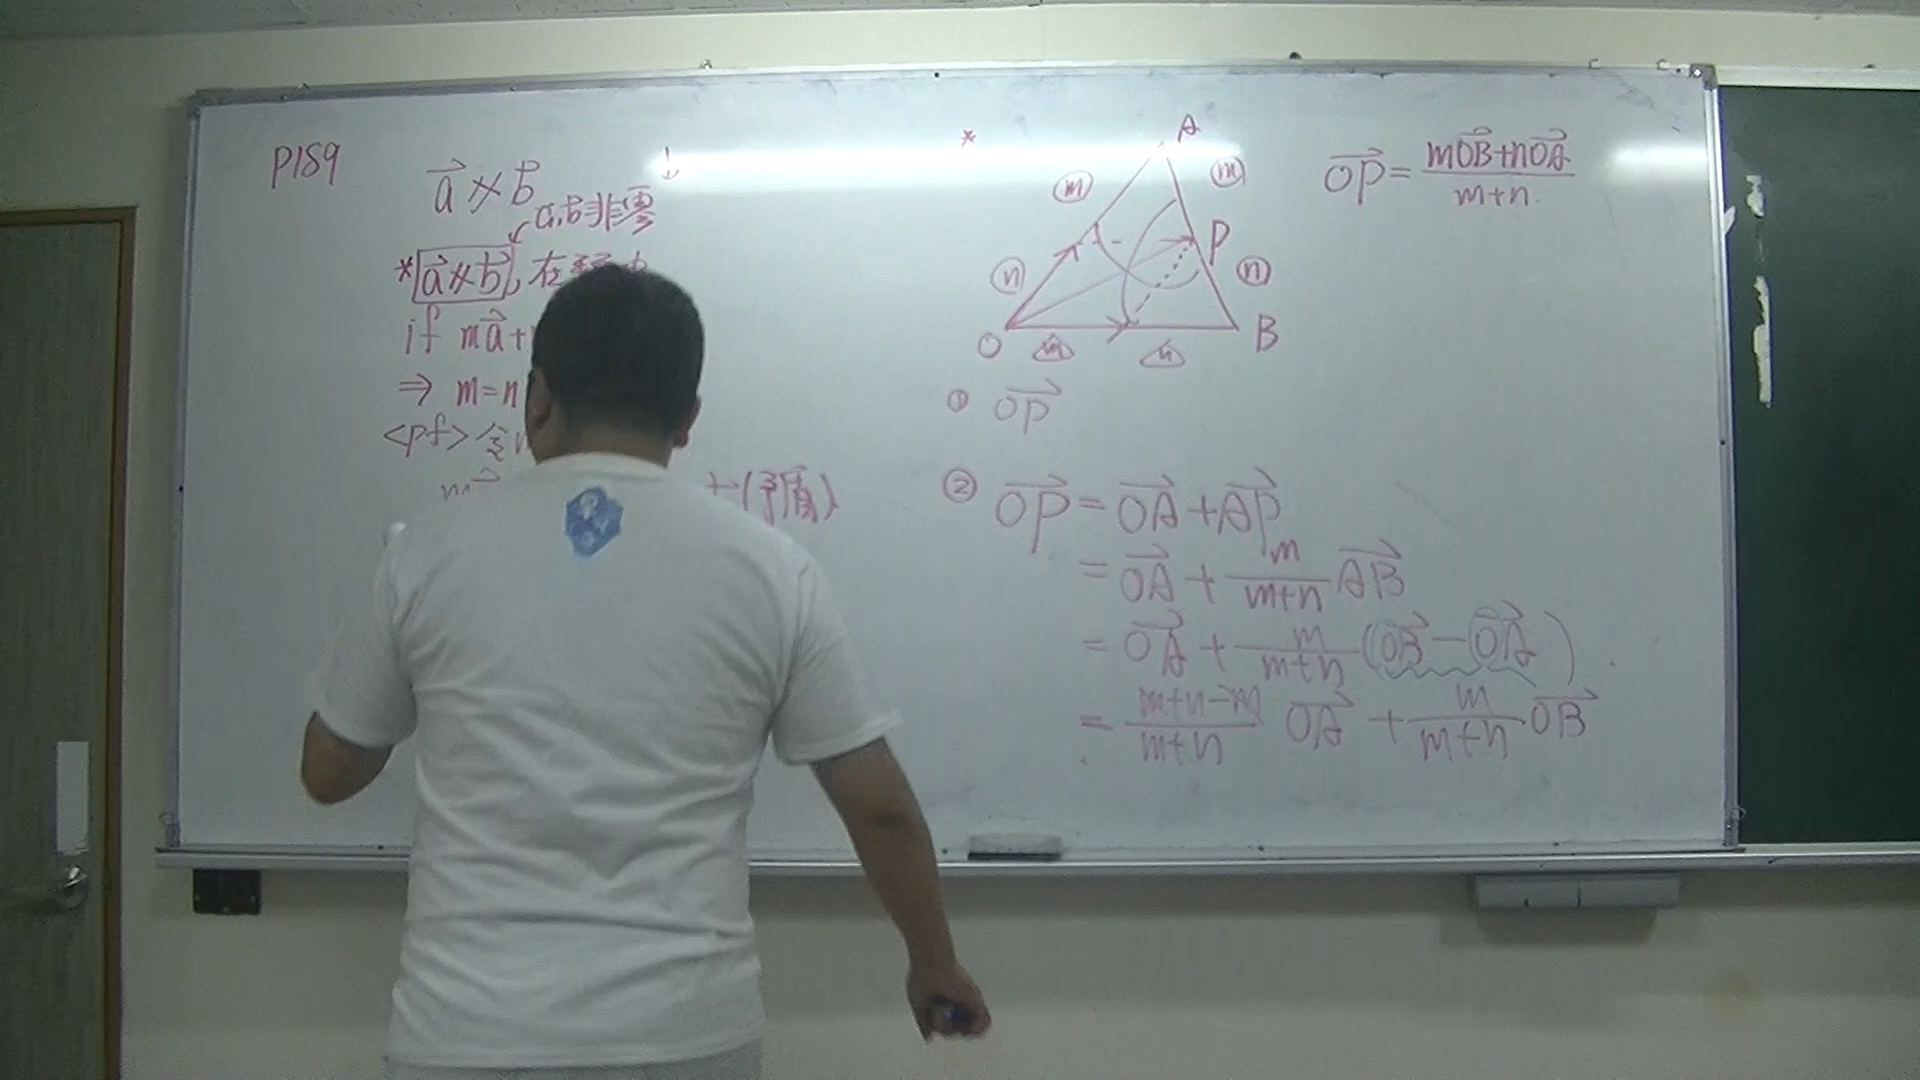 P189
a⃗ ∦ b⃗
a⃗,b⃗非零
*a⃗ ∦ b⃗, 在
if ma⃗+
⇒ m=n
<pf> 令
(矛盾)
*
A
m
m
P
n
n
O
m
n
B
OP⃗ = (mOB⃗+nOA⃗)/(m+n)
① OP⃗
② OP⃗ = OA⃗ + AP⃗
= OA⃗ + m/(m+n) AB⃗
= OA⃗ + m/(m+n) (OB⃗ − OA⃗)
= (m+n−m)/(m+n) OA⃗ + m/(m+n) OB⃗